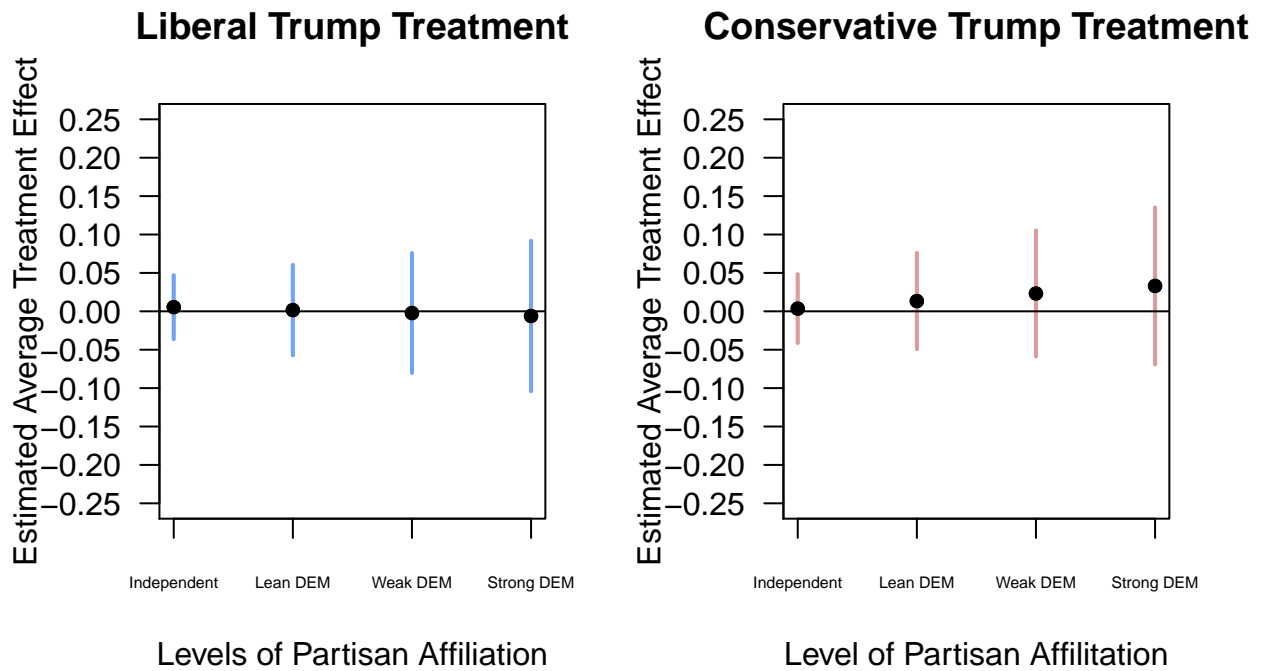 Liberal Trump Treatment
Estimated Average Treatment Effect
0.25
0.20
0.15
0.10
0.05
0.00
−0.05
−0.10
−0.15
−0.20
−0.25
Independent Lean DEM Weak DEM Strong DEM
Levels of Partisan Affiliation
Conservative Trump Treatment
Estimated Average Treatment Effect
0.25
0.20
0.15
0.10
0.05
0.00
−0.05
−0.10
−0.15
−0.20
−0.25
Independent Lean DEM Weak DEM Strong DEM
Level of Partisan Affilitation